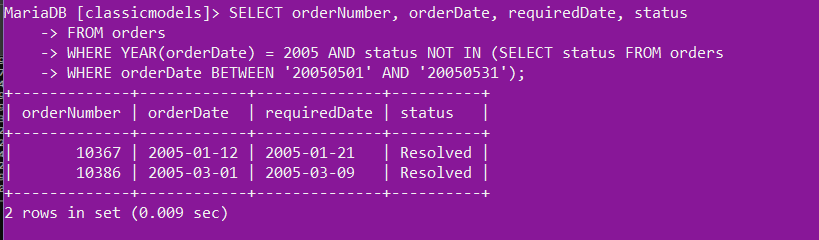 MariaDB [classicmodels]> SELECT orderNumber, orderDate, requiredDate, status
    -> FROM orders
    -> WHERE YEAR(orderDate) = 2005 AND status NOT IN (SELECT status FROM orders
    -> WHERE orderDate BETWEEN '20050501' AND '20050531');
+-------------+------------+--------------+----------+
| orderNumber | orderDate  | requiredDate | status   |
+-------------+------------+--------------+----------+
|       10367 | 2005-01-12 | 2005-01-21   | Resolved |
|       10386 | 2005-03-01 | 2005-03-09   | Resolved |
+-------------+------------+--------------+----------+
2 rows in set (0.009 sec)